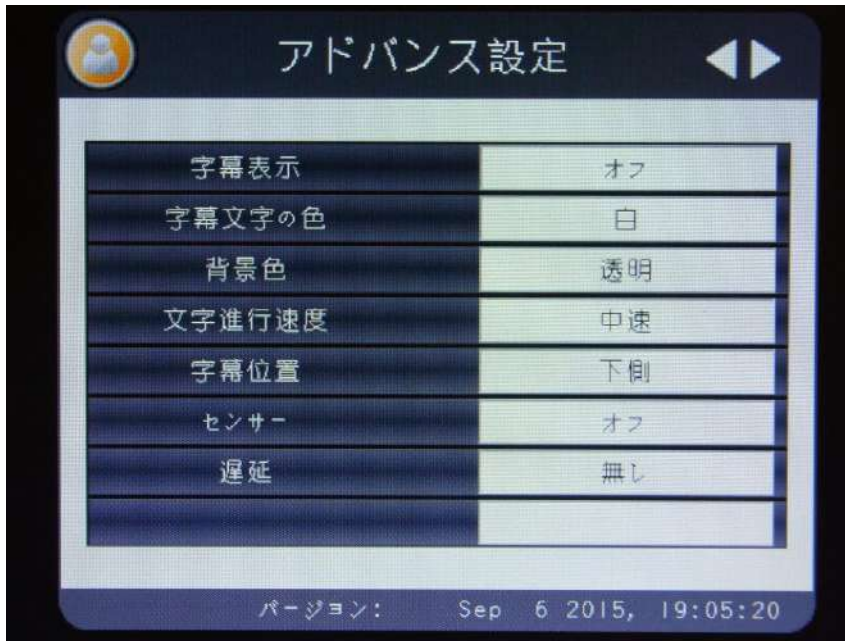 アドバンス設定
字幕表示 オフ
字幕文字の色 白
背景色 透明
文字進行速度 中速
字幕位置 下側
センサー オフ
遅延 無し
バージョン: Sep 6 2015, 19:05:20